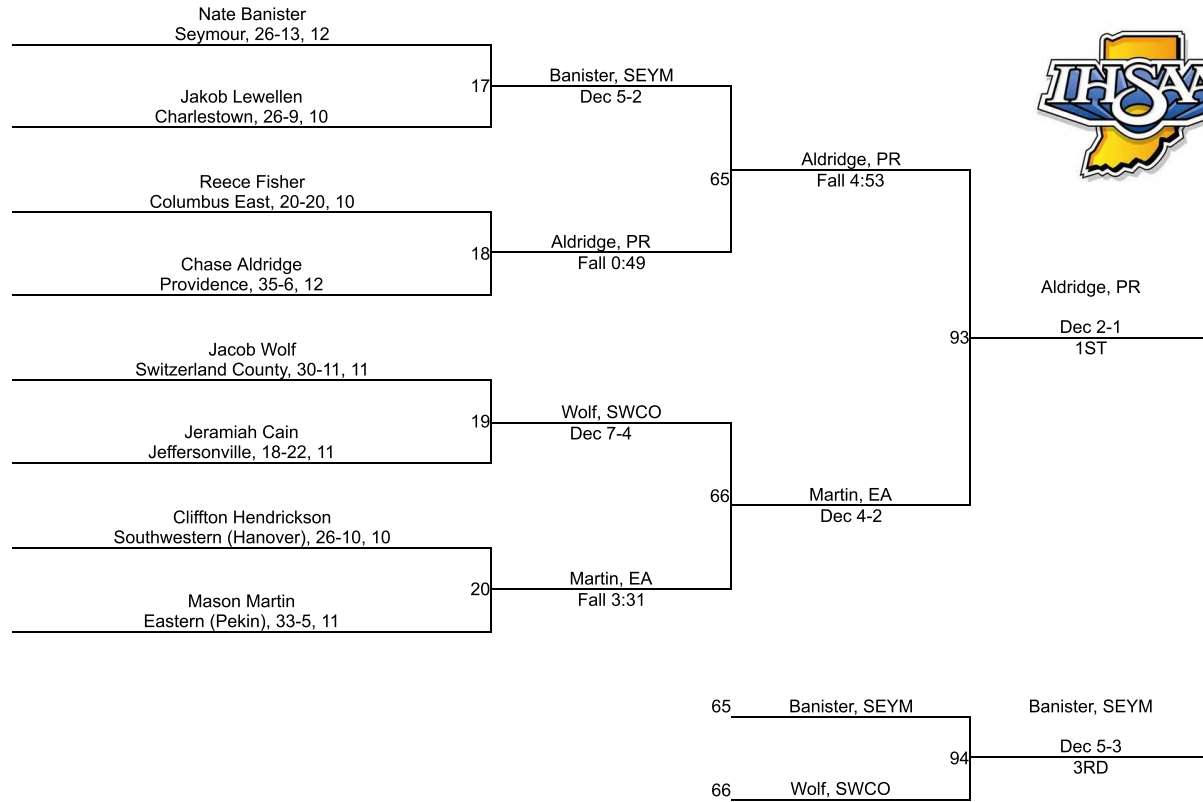 Nate Banister
Seymour, 26-13, 12
17
Jakob Lewellen
Charlestown, 26-9, 10
Banister, SEYM
Dec 5-2
Reece Fisher
Columbus East, 20-20, 10
18
Chase Aldridge
Providence, 35-6, 12
Aldridge, PR
Fall 0:49
65
Aldridge, PR
Fall 4:53
Jacob Wolf
Switzerland County, 30-11, 11
19
Jeramiah Cain
Jeffersonville, 18-22, 11
Wolf, SWCO
Dec 7-4
Cliffton Hendrickson
Southwestern (Hanover), 26-10, 10
20
Mason Martin
Eastern (Pekin), 33-5, 11
Martin, EA
Fall 3:31
66
Martin, EA
Dec 4-2
93
Aldridge, PR
Dec 2-1
1ST
IHSAA
65
Banister, SEYM
94
66
Wolf, SWCO
Banister, SEYM
Dec 5-3
3RD